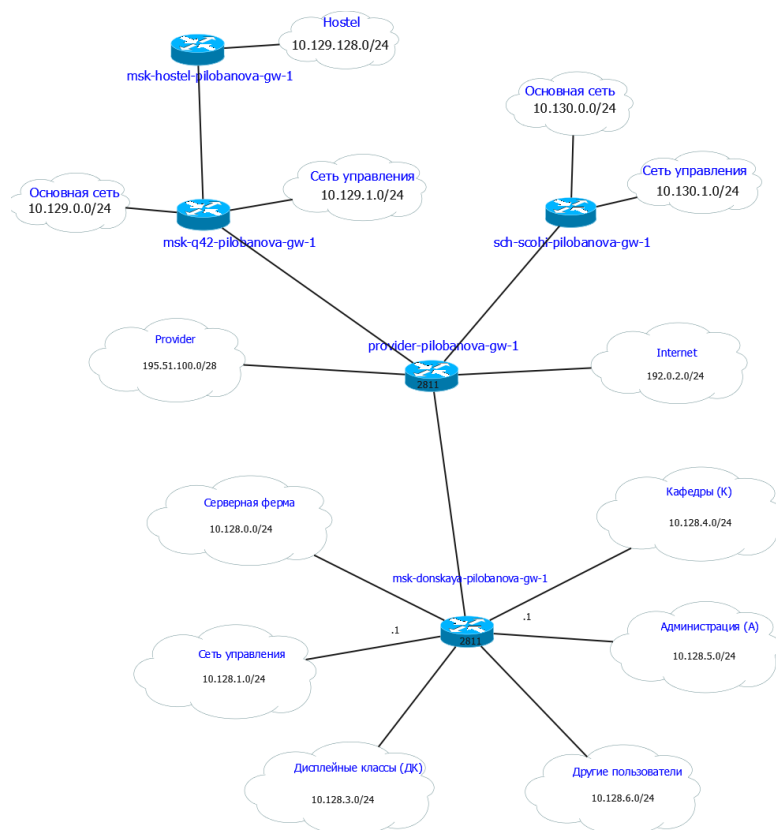 Hostel
10.129.128.0/24
msk-hostel-pilobanova-gw-1
Основная сеть
10.130.0.0/24
Сеть управления
10.129.1.0/24
Сеть управления
10.130.1.0/24
Основная сеть
10.129.0.0/24
msk-q42-pilobanova-gw-1
sch-scohi-pilobanova-gw-1
Provider
195.51.100.0/28
provider-pilobanova-gw-1
2811
Internet
192.0.2.0/24
Серверная ферма
10.128.0.0/24
Кафедры (К)
10.128.4.0/24
msk-donskaya-pilobanova-gw-1
.1
.1
2811
Сеть управления
10.128.1.0/24
Администрация (А)
10.128.5.0/24
Дисплейные классы (ДК)
10.128.3.0/24
Другие пользователи
10.128.6.0/24